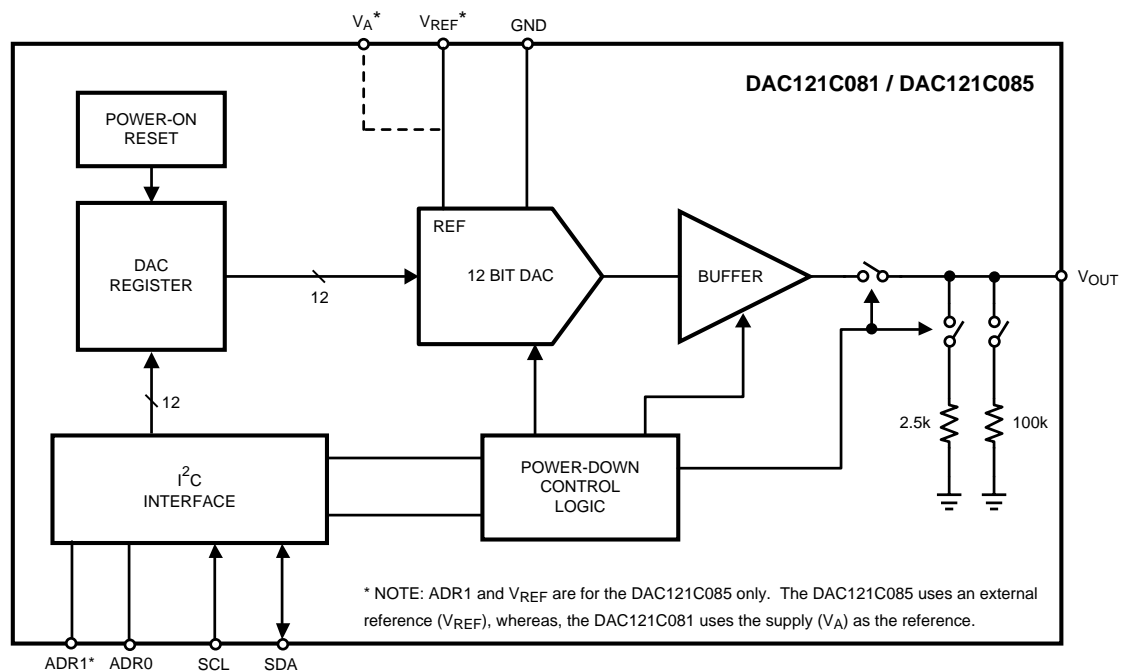 VA* VREF* GND
DAC121C081 / DAC121C085
POWER-ON
RESET
REF
DAC
REGISTER
12
12 BIT DAC
BUFFER
VOUT
12
2.5k
100k
I2C
INTERFACE
POWER-DOWN
CONTROL
LOGIC
* NOTE: ADR1 and VREF are for the DAC121C085 only. The DAC121C085 uses an external
reference (VREF), whereas, the DAC121C081 uses the supply (VA) as the reference.
ADR1* ADR0 SCL SDA